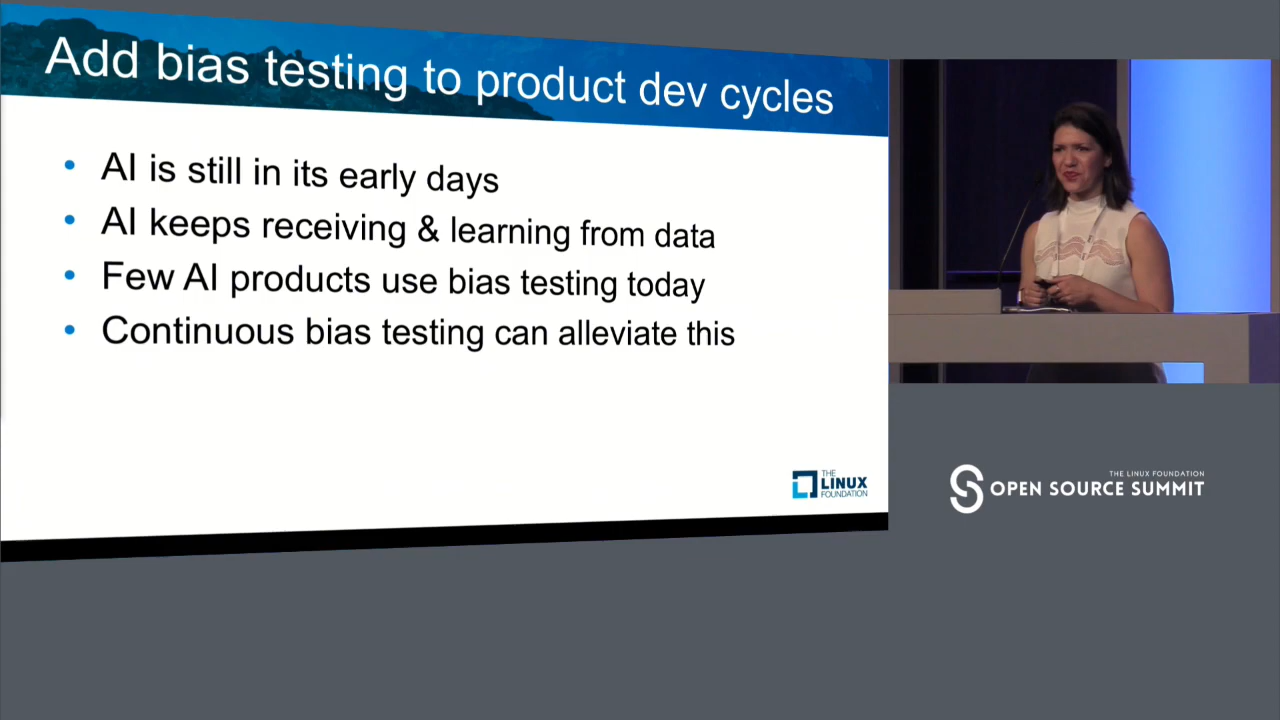 Add bias testing to product dev cycles
• AI is still in its early days
• AI keeps receiving & learning from data
• Few AI products use bias testing today
• Continuous bias testing can alleviate this
THE
LINUX
FOUNDATION
THE LINUX FOUNDATION
OPEN SOURCE SUMMIT